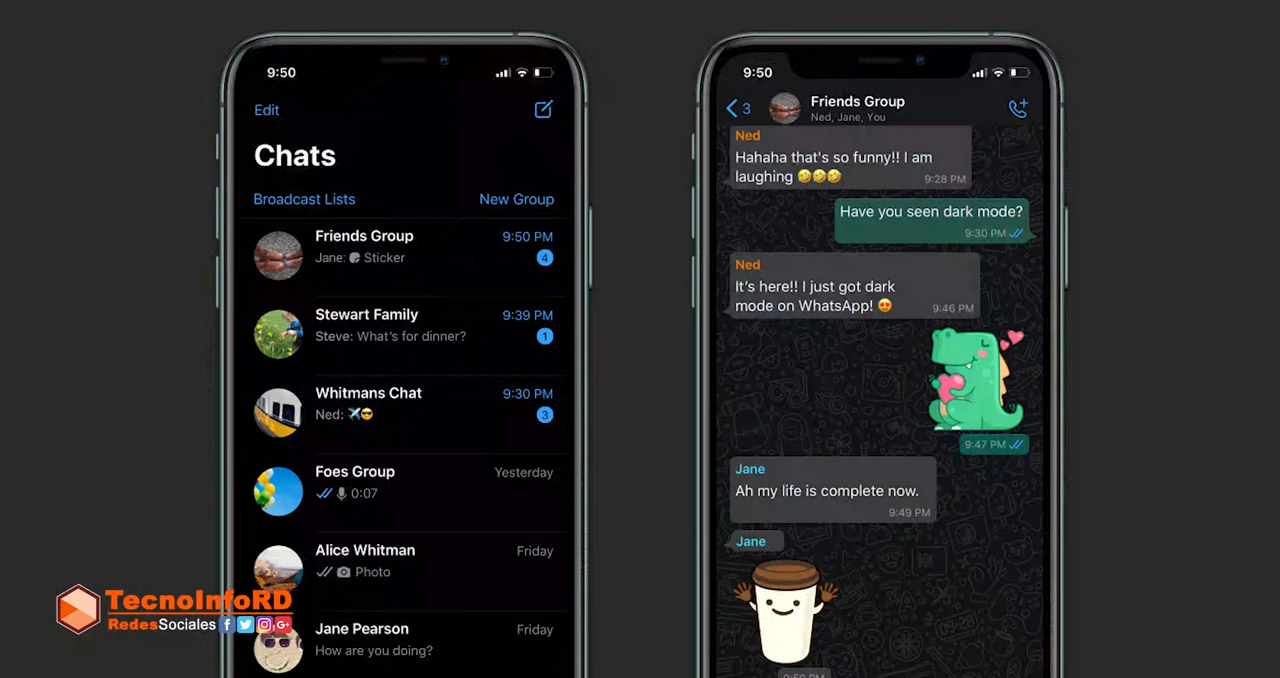 9:50
Edit
Chats
Broadcast Lists
New Group
Friends Group
9:50 PM
Jane: Sticker
4
Stewart Family
9:39 PM
Steve: What's for dinner?
1
Whitmans Chat
9:30 PM
Ned: ✈️😎
3
Foes Group
Yesterday
0:07
Alice Whitman
Friday
Photo
Jane Pearson
Friday
How are you doing?
TecnoInfoRD
RedesSociales
9:50
3
Friends Group
Ned, Jane, You
Ned
Hahaha that's so funny!! I am
laughing 🤣🤣🤣
9:28 PM
Have you seen dark mode?
9:30 PM
Ned
It's here!! I just got dark
mode on WhatsApp! 😍
9:46 PM
9:47 PM
Jane
Ah my life is complete now.
9:49 PM
Jane
9:50 PM